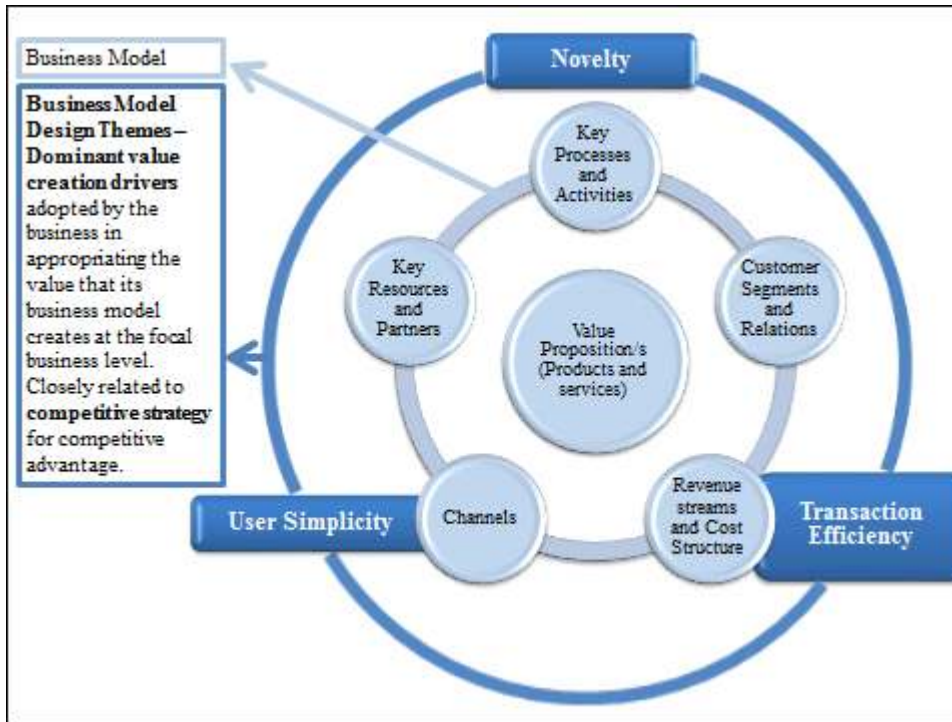 Business Model
Business Model
Design Themes –
Dominant value
creation drivers
adopted by the
business in
appropriating the
value that its
business model
creates at the focal
business level.
Closely related to
competitive strategy
for competitive
advantage.
Novelty
Key
Processes
and
Activities
Key
Resources
and
Partners
Customer
Segments
and
Relations
Value
Proposition/s
(Products and
services)
User Simplicity
Channels
Revenue
streams
and Cost
Structure
Transaction
Efficiency